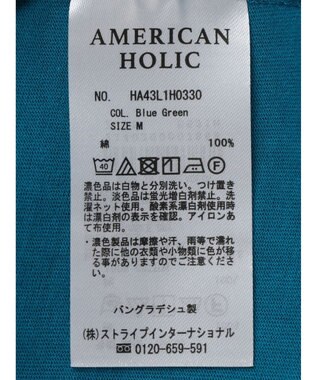 AMERICAN
HOLIC
NO. HA43L1H0330
COL. Blue Green
SIZE M
綿 100%
40
濃色品は白物と分別洗い。つけ置き
禁止。淡色品は蛍光増白剤禁止。洗
濯ネット使用。酸素系漂白剤使用時
は漂白剤の表示を確認。アイロンあ
て布使用。
・濃色製品は摩擦や汗、雨等で濡れ
た際に他の衣類や小物類に色が移
る事がありますのでご注意くださ
い。
バングラデシュ製
(株)ストライプインターナショナル
0120-659-591